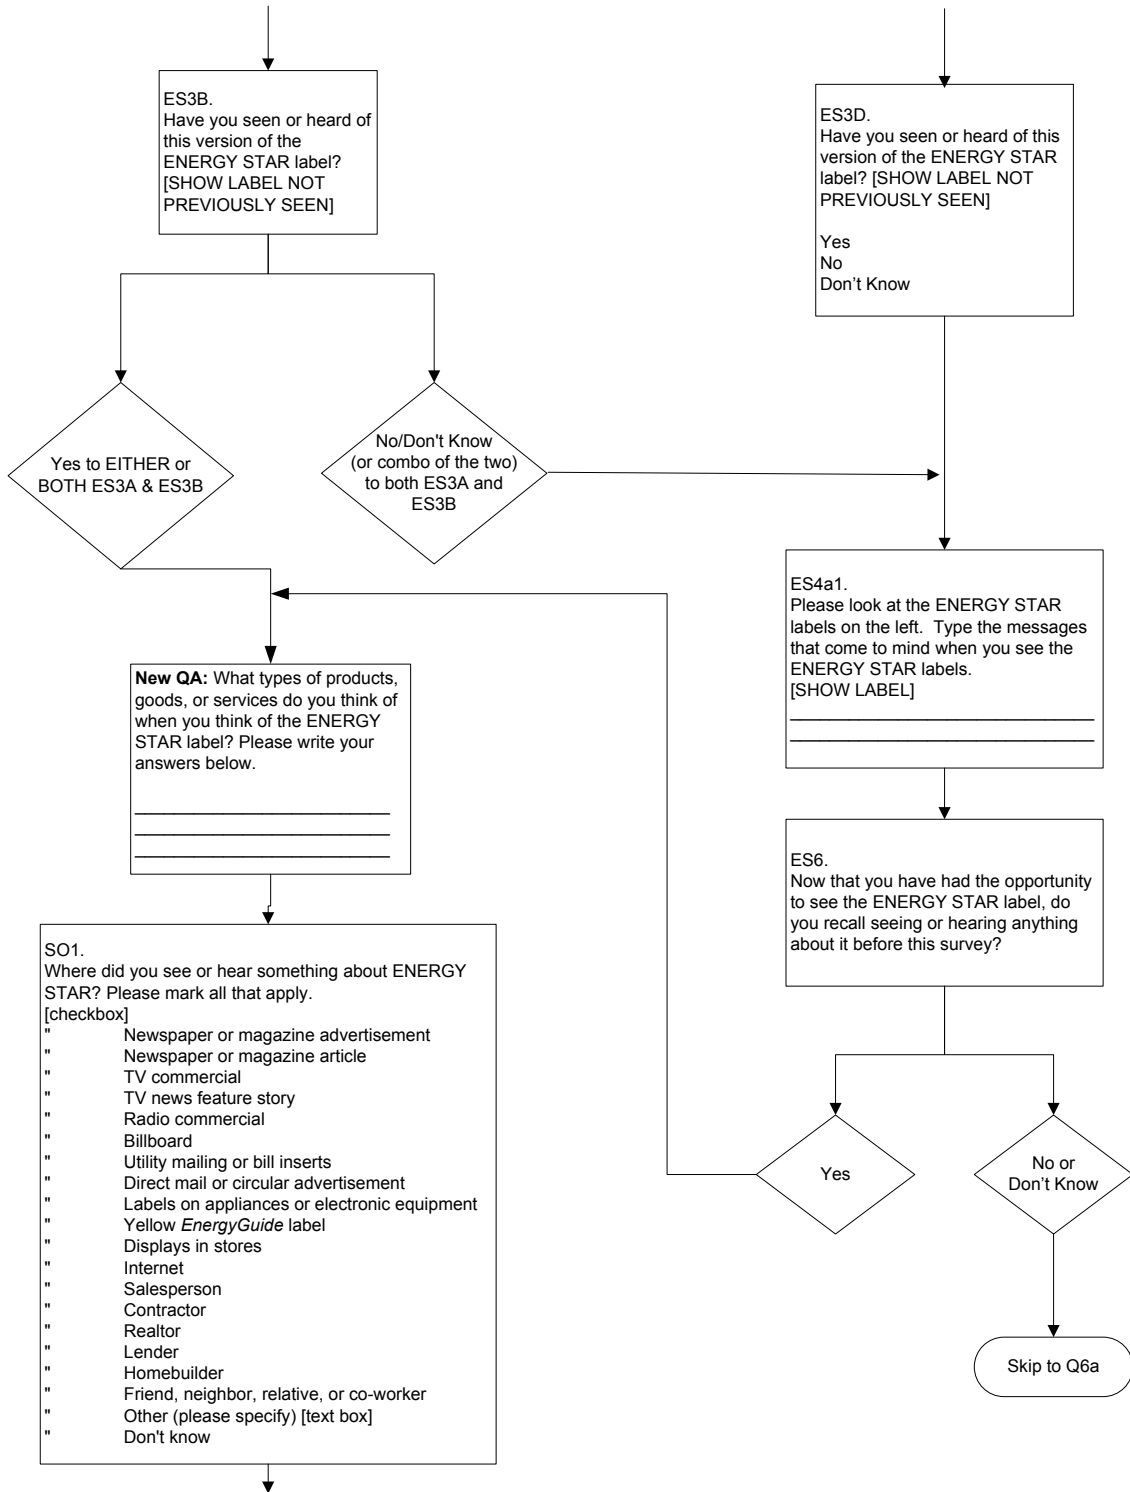 ES3B.
Have you seen or heard of
this version of the
ENERGY STAR label?
[SHOW LABEL NOT
PREVIOUSLY SEEN]
ES3D.
Have you seen or heard of this
version of the ENERGY STAR
label? [SHOW LABEL NOT
PREVIOUSLY SEEN]
Yes
No
Don’t Know
Yes to EITHER or
BOTH ES3A & ES3B
No/Don't Know
(or combo of the two)
to both ES3A and
ES3B
ES4a1.
Please look at the ENERGY STAR
labels on the left.  Type the messages
that come to mind when you see the
ENERGY STAR labels.
[SHOW LABEL]
New QA: What types of products,
goods, or services do you think of
when you think of the ENERGY
STAR label? Please write your
answers below.
ES6.
Now that you have had the opportunity
to see the ENERGY STAR label, do
you recall seeing or hearing anything
about it before this survey?
SO1.
Where did you see or hear something about ENERGY
STAR? Please mark all that apply.
[checkbox]
" Newspaper or magazine advertisement
" Newspaper or magazine article
" TV commercial
" TV news feature story
" Radio commercial
" Billboard
" Utility mailing or bill inserts
" Direct mail or circular advertisement
" Labels on appliances or electronic equipment
" Yellow EnergyGuide label
" Displays in stores
" Internet
" Salesperson
" Contractor
" Realtor
" Lender
" Homebuilder
" Friend, neighbor, relative, or co-worker
" Other (please specify) [text box]
" Don't know
Yes
No or
Don’t Know
Skip to Q6a